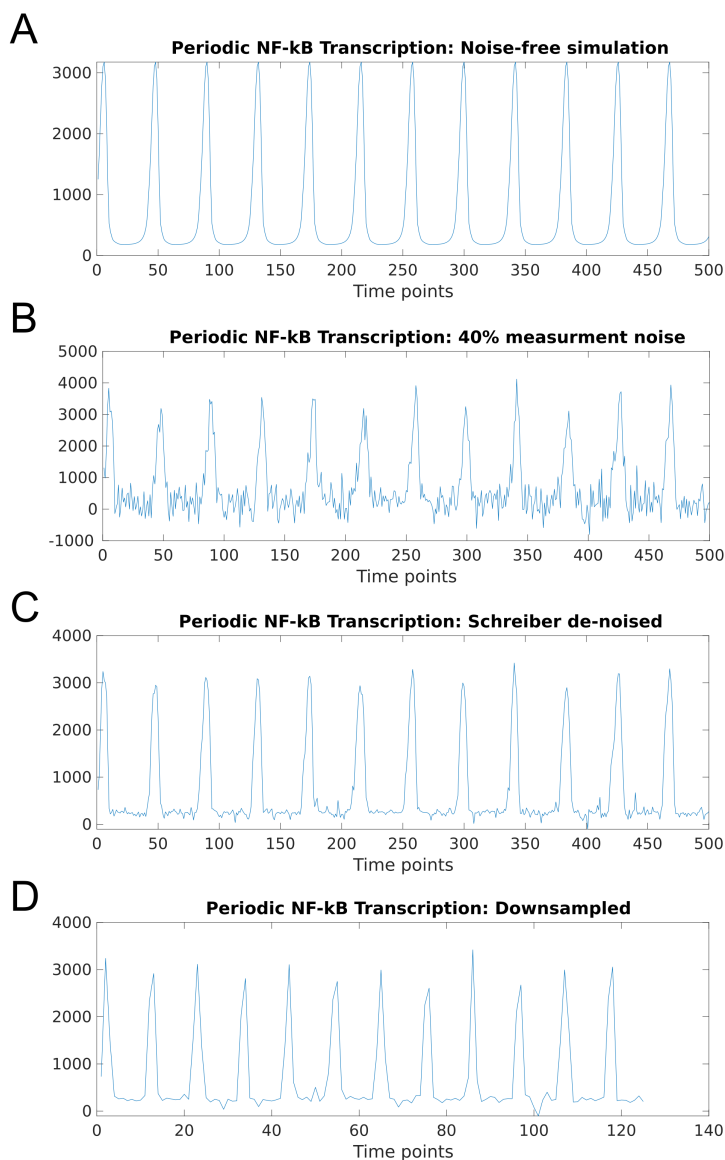 A
Periodic NF-kB Transcription: Noise-free simulation
3000
2000
1000
0
0 50 100 150 200 250 300 350 400 450 500
Time points
B
Periodic NF-kB Transcription: 40% measurment noise
5000
4000
3000
2000
1000
0
-1000
0 50 100 150 200 250 300 350 400 450 500
Time points
C
Periodic NF-kB Transcription: Schreiber de-noised
4000
3000
2000
1000
0
0 50 100 150 200 250 300 350 400 450 500
Time points
D
Periodic NF-kB Transcription: Downsampled
4000
3000
2000
1000
0
0 20 40 60 80 100 120 140
Time points